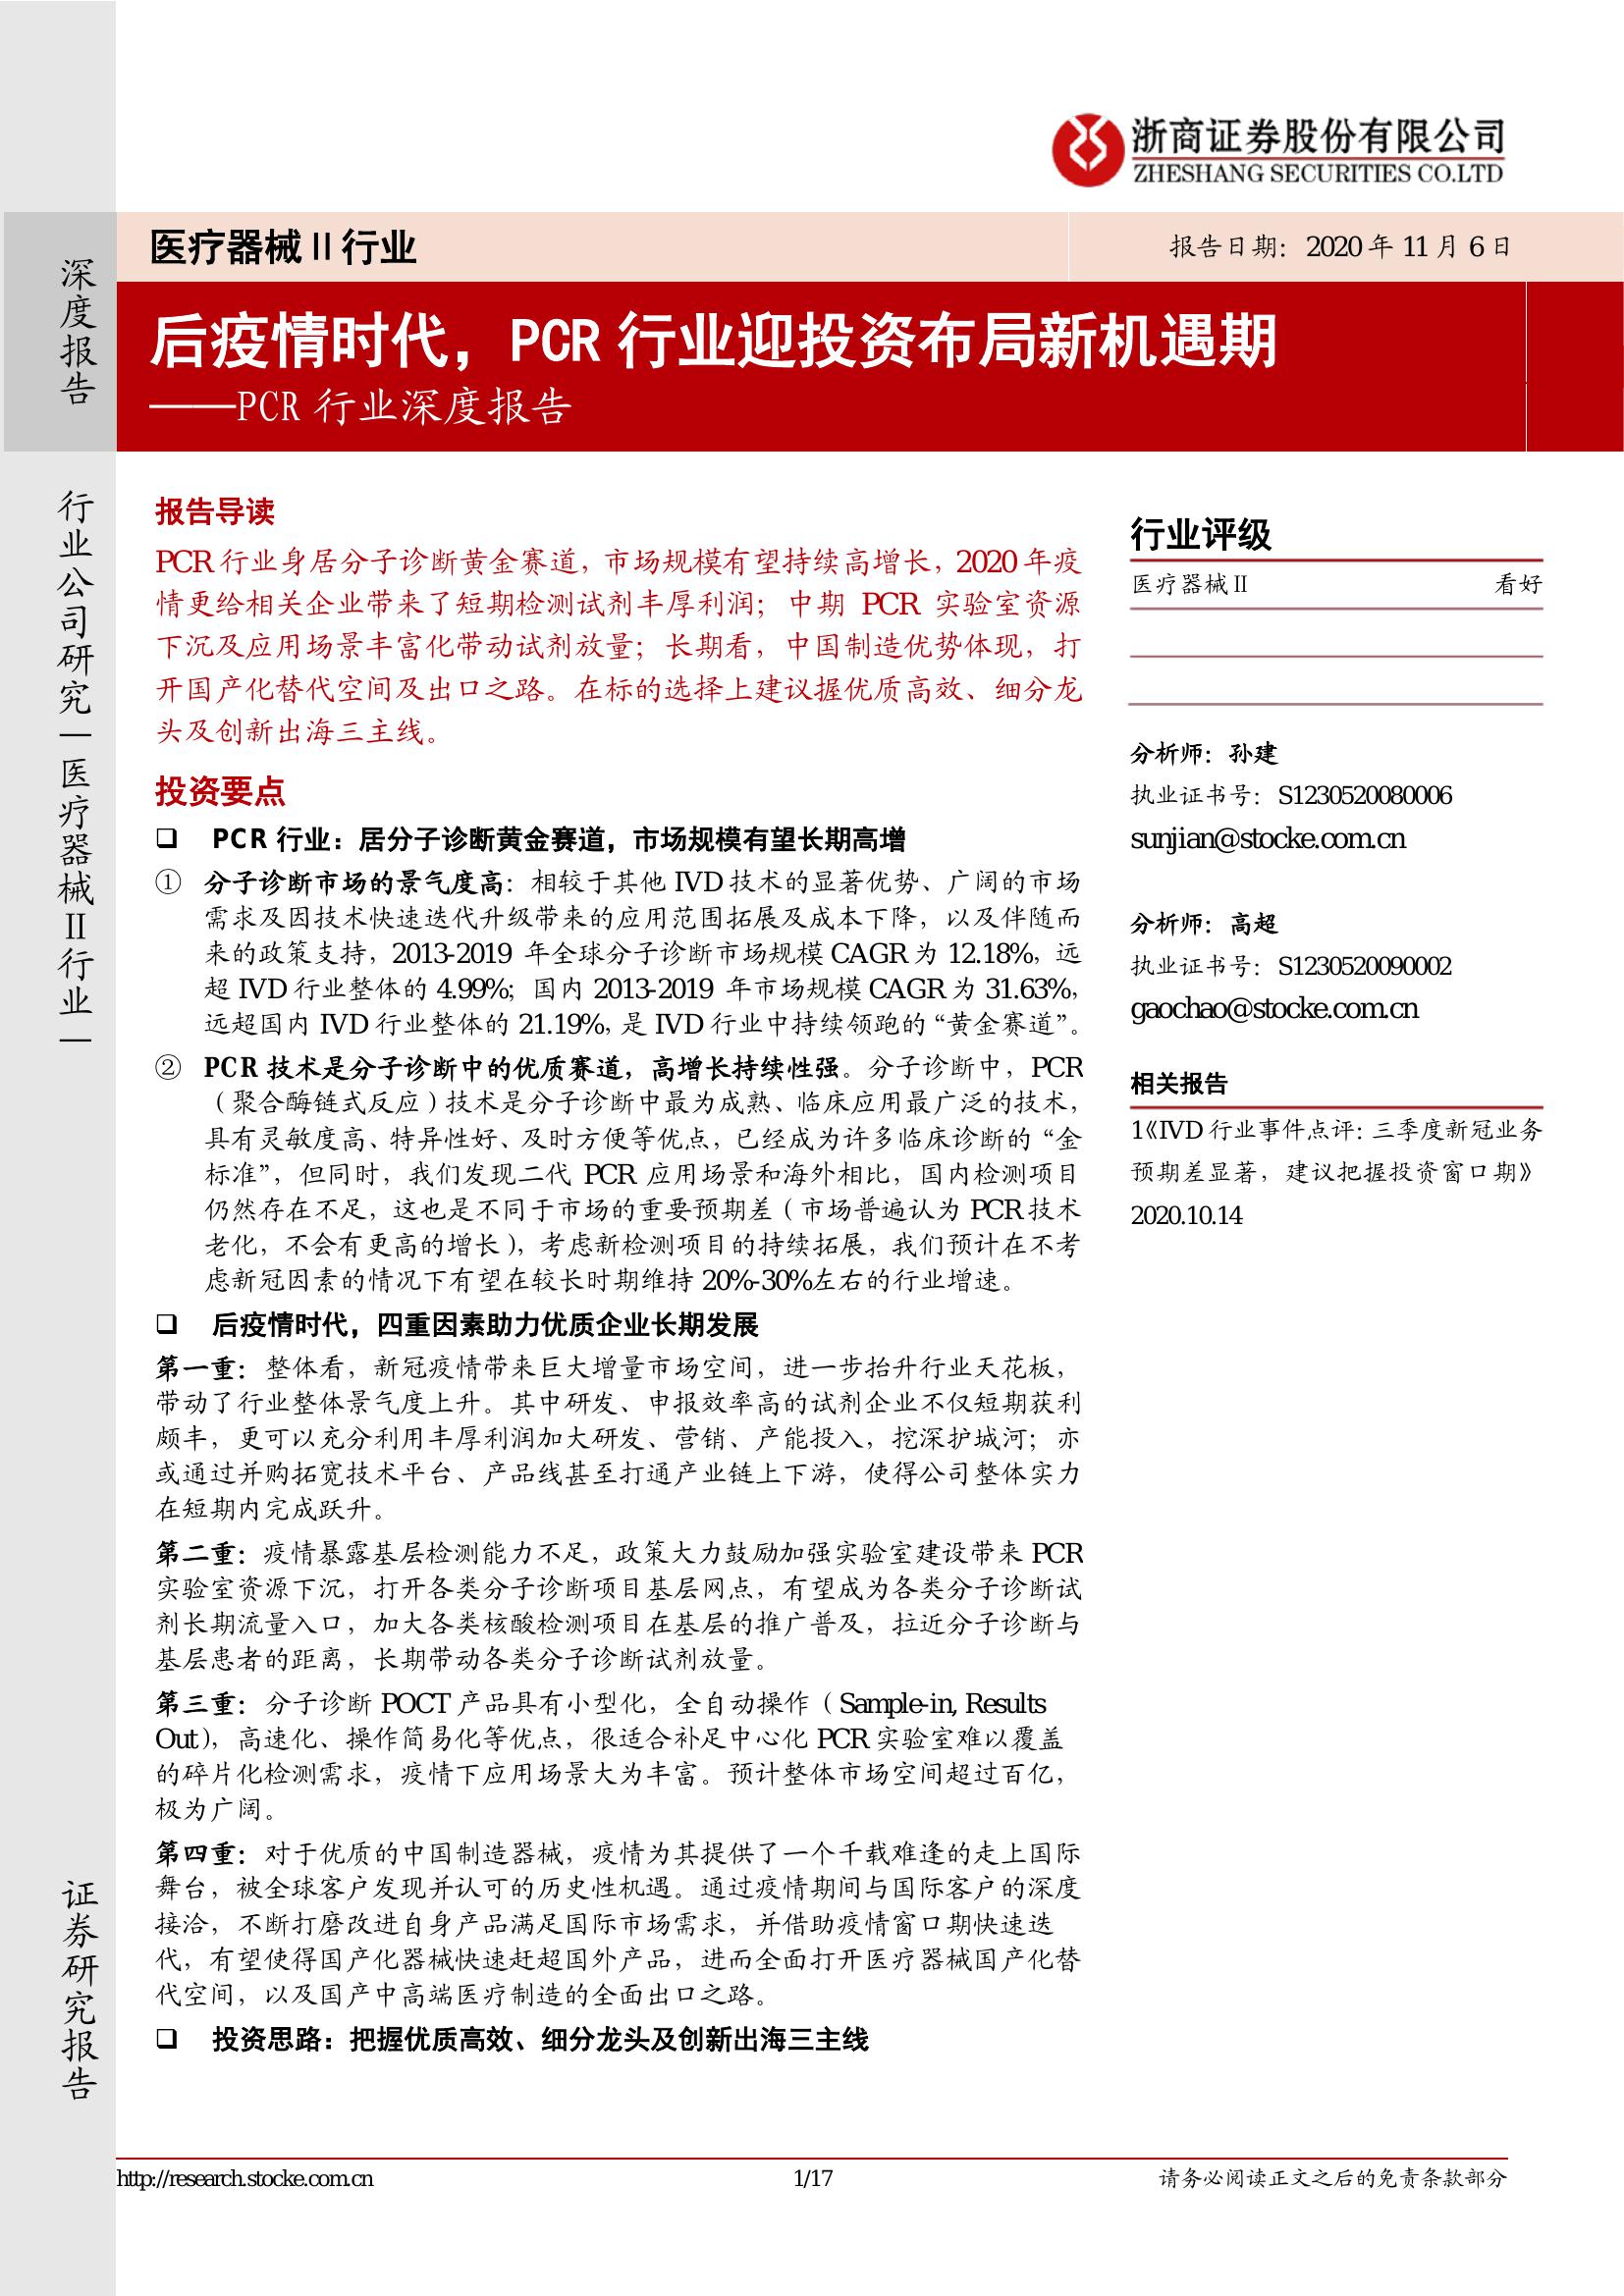 浙商证券股份有限公司
ZHESHANG SECURITIES CO.LTD
深度报告
医疗器械Ⅱ行业
报告日期：2020年11月6日
后疫情时代，PCR行业迎投资布局新机遇期
——PCR行业深度报告
行业公司研究｜医疗器械Ⅱ行业｜
证券研究报告
报告导读
PCR行业身居分子诊断黄金赛道，市场规模有望持续高增长，2020年疫
情更给相关企业带来了短期检测试剂丰厚利润；中期 PCR 实验室资源
下沉及应用场景丰富化带动试剂放量；长期看，中国制造优势体现，打
开国产化替代空间及出口之路。在标的选择上建议握优质高效、细分龙
头及创新出海三主线。
投资要点
❑ PCR行业：居分子诊断黄金赛道，市场规模有望长期高增
① 分子诊断市场的景气度高：相较于其他IVD技术的显著优势、广阔的市场
需求及因技术快速迭代升级带来的应用范围拓展及成本下降，以及伴随而
来的政策支持，2013-2019 年全球分子诊断市场规模CAGR为 12.18%，远
超IVD行业整体的 4.99%；国内 2013-2019 年市场规模CAGR为 31.63%，
远超国内IVD行业整体的 21.19%，是IVD行业中持续领跑的“黄金赛道”。
② PCR技术是分子诊断中的优质赛道，高增长持续性强。分子诊断中，PCR
（聚合酶链式反应）技术是分子诊断中最为成熟、临床应用最广泛的技术，
具有灵敏度高、特异性好、及时方便等优点，已经成为许多临床诊断的“金
标准”，但同时，我们发现二代 PCR 应用场景和海外相比，国内检测项目
仍然存在不足，这也是不同于市场的重要预期差（市场普遍认为PCR技术
老化，不会有更高的增长），考虑新检测项目的持续拓展，我们预计在不考
虑新冠因素的情况下有望在较长时期维持20%-30%左右的行业增速。
❑ 后疫情时代，四重因素助力优质企业长期发展
第一重：整体看，新冠疫情带来巨大增量市场空间，进一步抬升行业天花板，
带动了行业整体景气度上升。其中研发、申报效率高的试剂企业不仅短期获利
颇丰，更可以充分利用丰厚利润加大研发、营销、产能投入，挖深护城河；亦
或通过并购拓宽技术平台、产品线甚至打通产业链上下游，使得公司整体实力
在短期内完成跃升。
第二重：疫情暴露基层检测能力不足，政策大力鼓励加强实验室建设带来 PCR
实验室资源下沉，打开各类分子诊断项目基层网点，有望成为各类分子诊断试
剂长期流量入口，加大各类核酸检测项目在基层的推广普及，拉近分子诊断与
基层患者的距离，长期带动各类分子诊断试剂放量。
第三重：分子诊断 POCT 产品具有小型化，全自动操作（Sample-in, Results
Out），高速化、操作简易化等优点，很适合补足中心化PCR实验室难以覆盖
的碎片化检测需求，疫情下应用场景大为丰富。预计整体市场空间超过百亿，
极为广阔。
第四重：对于优质的中国制造器械，疫情为其提供了一个千载难逢的走上国际
舞台，被全球客户发现并认可的历史性机遇。通过疫情期间与国际客户的深度
接洽，不断打磨改进自身产品满足国际市场需求，并借助疫情窗口期快速迭
代，有望使得国产化器械快速赶超国外产品，进而全面打开医疗器械国产化替
代空间，以及国产中高端医疗制造的全面出口之路。
❑ 投资思路：把握优质高效、细分龙头及创新出海三主线
行业评级
医疗器械Ⅱ 看好
分析师：孙建
执业证书号：S1230520080006
sunjian@stocke.com.cn
分析师：高超
执业证书号：S1230520090002
gaochao@stocke.com.cn
相关报告
1《IVD行业事件点评：三季度新冠业务
预期差显著，建议把握投资窗口期》
2020.10.14
http://research.stocke.com.cn
1/17
请务必阅读正文之后的免责条款部分